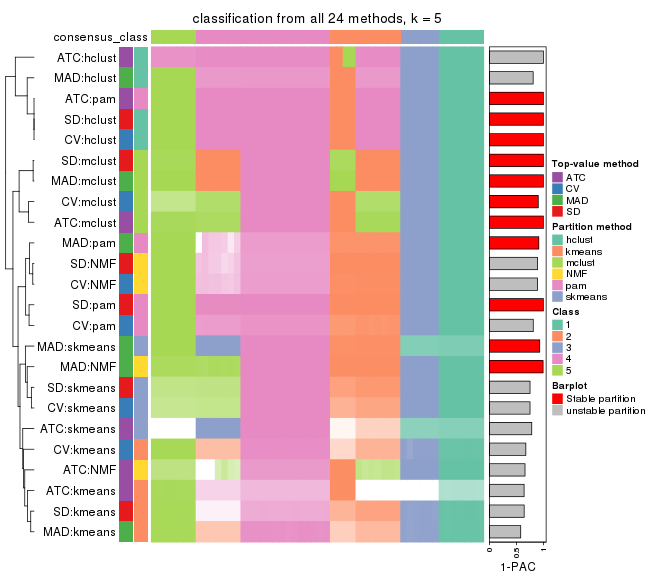 classification from all 24 methods, k = 5
consensus_class
ATC:hclust
MAD:hclust
ATC:pam
SD:hclust
CV:hclust
SD:mclust
MAD:mclust
CV:mclust
ATC:mclust
MAD:pam
SD:NMF
CV:NMF
SD:pam
CV:pam
MAD:skmeans
MAD:NMF
SD:skmeans
CV:skmeans
ATC:skmeans
CV:kmeans
ATC:NMF
ATC:kmeans
SD:kmeans
MAD:kmeans
0
0.5
1
1-PAC
Top-value method
ATC
CV
MAD
SD
Partition method
hclust
kmeans
mclust
NMF
pam
skmeans
Class
1
2
3
4
5
Barplot
Stable partition
unstable partition